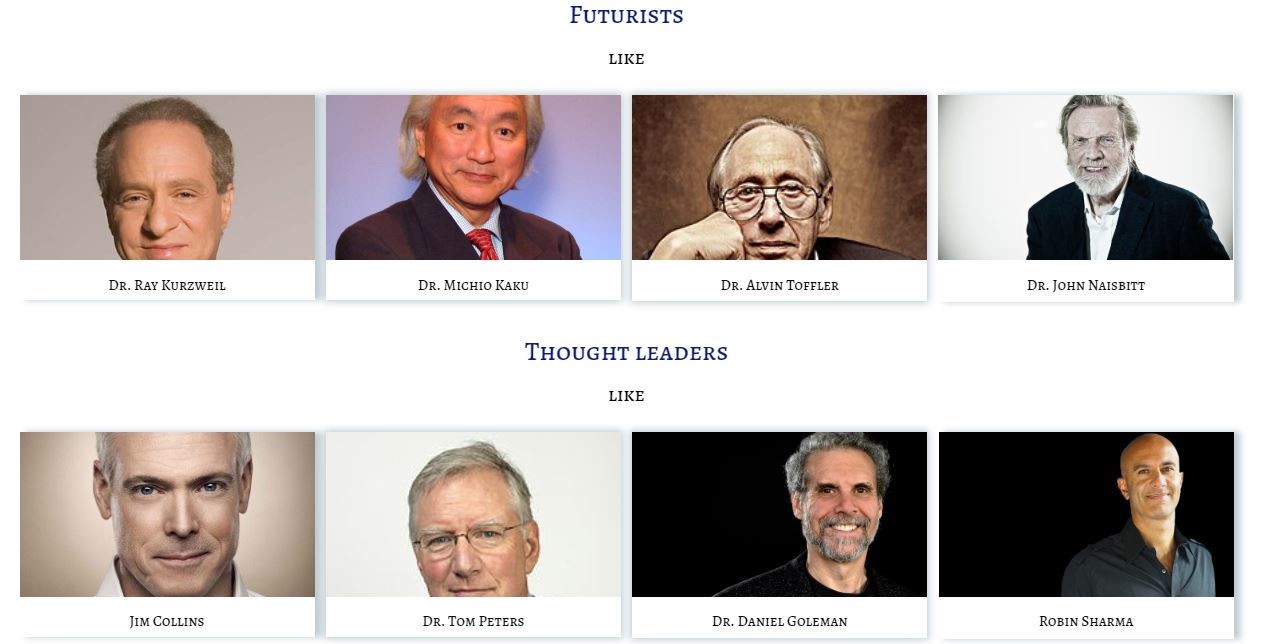 Futurists
like
Dr. Ray Kurzweil
Dr. Michio Kaku
Dr. Alvin Toffler
Dr. John Naisbitt
Thought leaders
like
Jim Collins
Dr. Tom Peters
Dr. Daniel Goleman
Robin Sharma